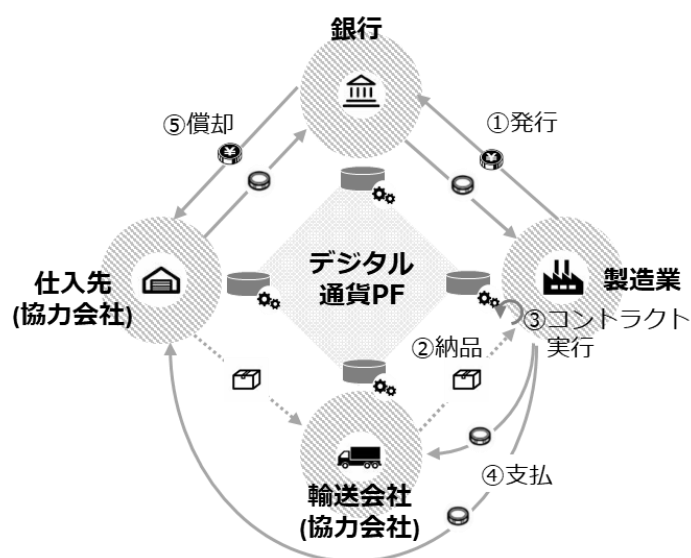 銀行
⑤償却
①発行
デジタル
通貨PF
仕入先
(協力会社)
製造業
③コントラクト
実行
②納品
④支払
輸送会社
(協力会社)